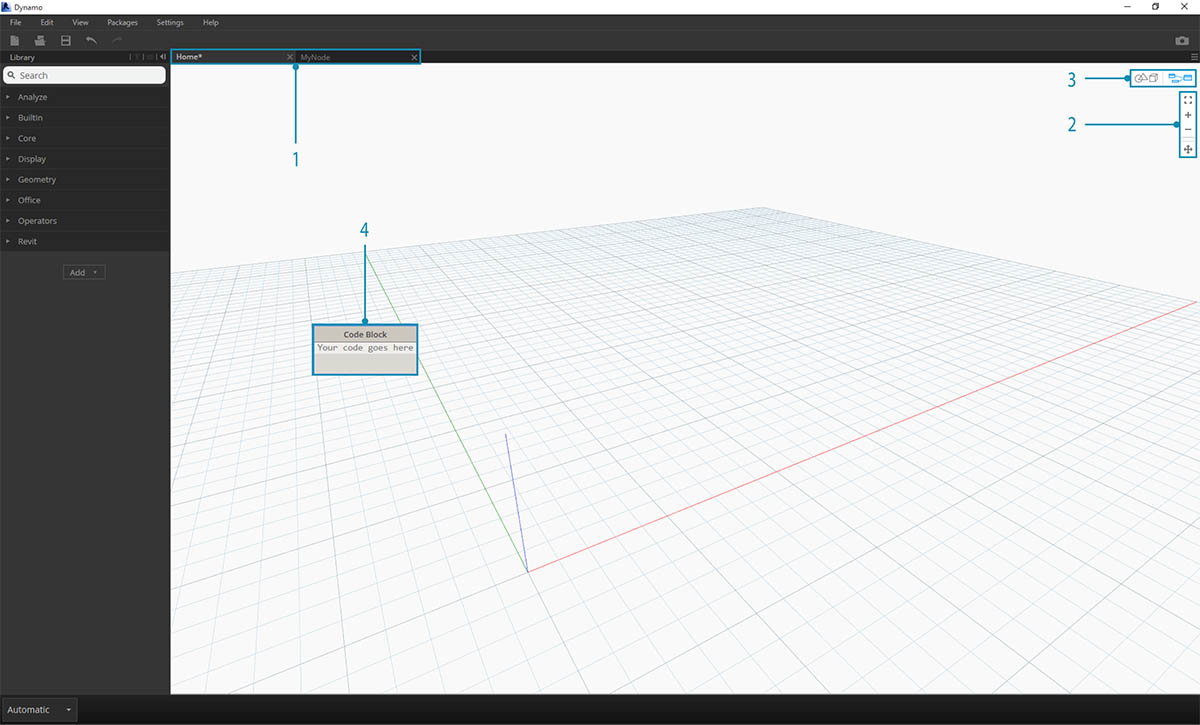 Dynamo
File Edit View Packages Settings Help
Library
Home* MyNode
Search
Analyze
BuiltIn
Core
Display
Geometry
Office
Operators
Revit
Add
1
2
3
4
Code Block
Your code goes here
Automatic